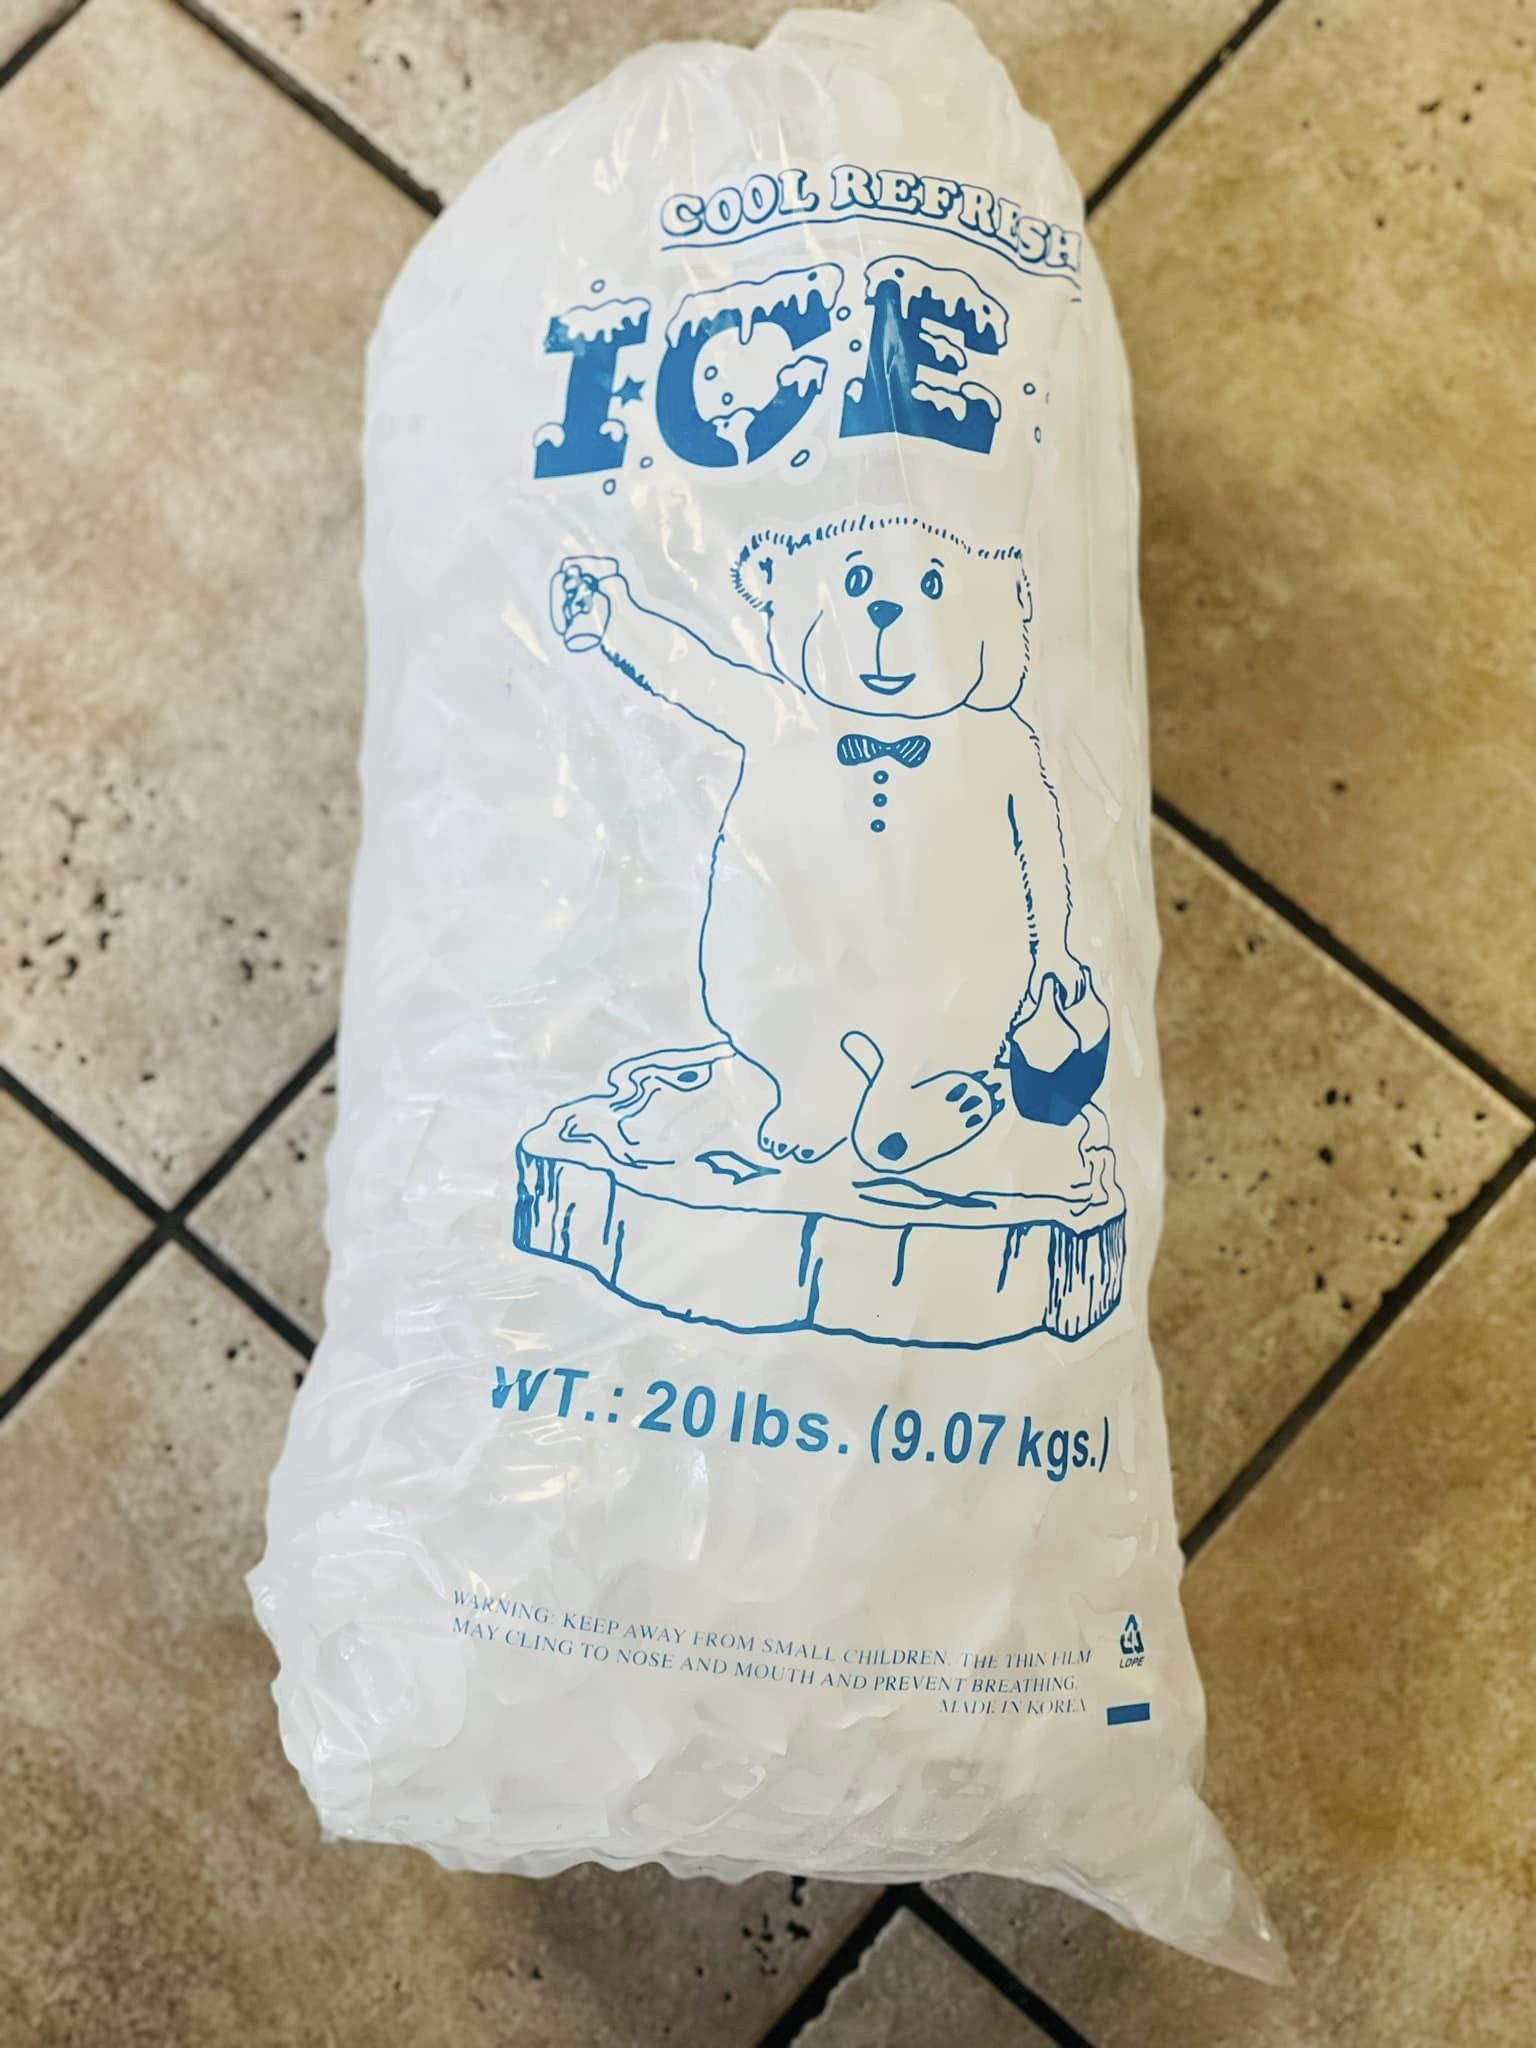 COOL REFRESH
ICE
WT.: 20 lbs. (9.07 kgs.)
WARNING: KEEP AWAY FROM SMALL CHILDREN. THE THIN FILM
MAY CLING TO NOSE AND MOUTH AND PREVENT BREATHING.
MADE IN KOREA
4
LDPE